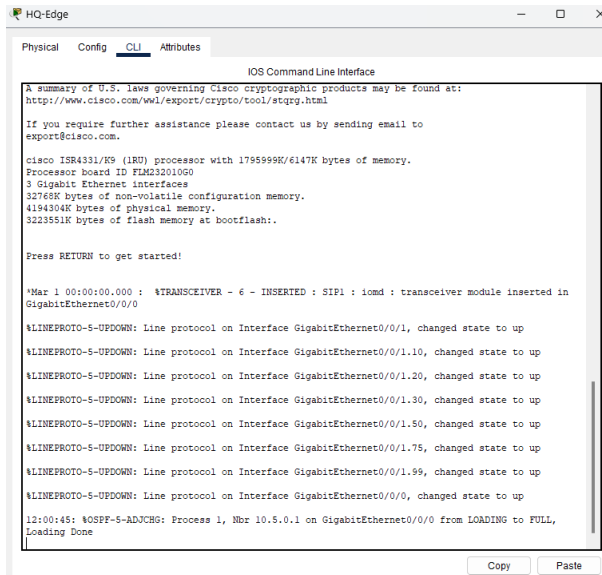 HQ-Edge
Physical Config CLI Attributes
IOS Command Line Interface
A summary of U.S. laws governing Cisco cryptographic products may be found at:
http://www.cisco.com/wwl/export/crypto/tool/stqrg.html
If you require further assistance please contact us by sending email to
export@cisco.com.
cisco ISR4331/K9 (1RU) processor with 1795999K/6147K bytes of memory.
Processor board ID FLM232010G0
3 Gigabit Ethernet interfaces
32768K bytes of non-volatile configuration memory.
4194304K bytes of physical memory.
3223551K bytes of flash memory at bootflash:.
Press RETURN to get started!
*Mar 1 00:00:00.000 : %TRANSCEIVER - 6 - INSERTED : SIP1 : iomd : transceiver module inserted in
GigabitEthernet0/0/0
%LINEPROTO-5-UPDOWN: Line protocol on Interface GigabitEthernet0/0/1, changed state to up
%LINEPROTO-5-UPDOWN: Line protocol on Interface GigabitEthernet0/0/1.10, changed state to up
%LINEPROTO-5-UPDOWN: Line protocol on Interface GigabitEthernet0/0/1.20, changed state to up
%LINEPROTO-5-UPDOWN: Line protocol on Interface GigabitEthernet0/0/1.30, changed state to up
%LINEPROTO-5-UPDOWN: Line protocol on Interface GigabitEthernet0/0/1.50, changed state to up
%LINEPROTO-5-UPDOWN: Line protocol on Interface GigabitEthernet0/0/1.75, changed state to up
%LINEPROTO-5-UPDOWN: Line protocol on Interface GigabitEthernet0/0/1.99, changed state to up
%LINEPROTO-5-UPDOWN: Line protocol on Interface GigabitEthernet0/0/0, changed state to up
12:00:45: %OSPF-5-ADJCHG: Process 1, Nbr 10.5.0.1 on GigabitEthernet0/0/0 from LOADING to FULL,
Loading Done
Copy Paste